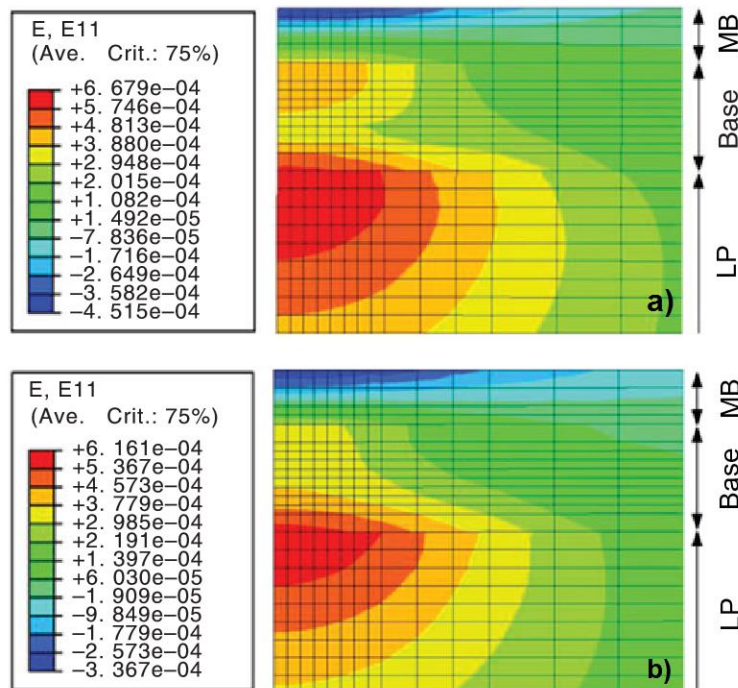 E, E11
(Ave. Crit.: 75%)
+6. 679e−04
+5. 746e−04
+4. 813e−04
+3. 880e−04
+2. 948e−04
+2. 015e−04
+1. 082e−04
+1. 492e−05
−7. 836e−05
−1. 716e−04
−2. 649e−04
−3. 582e−04
−4. 515e−04
MB
Base
LP
a)
E, E11
(Ave. Crit.: 75%)
+6. 161e−04
+5. 367e−04
+4. 573e−04
+3. 779e−04
+2. 985e−04
+2. 191e−04
+1. 397e−04
+6. 030e−05
−1. 909e−05
−9. 849e−05
−1. 779e−04
−2. 573e−04
−3. 367e−04
MB
Base
LP
b)